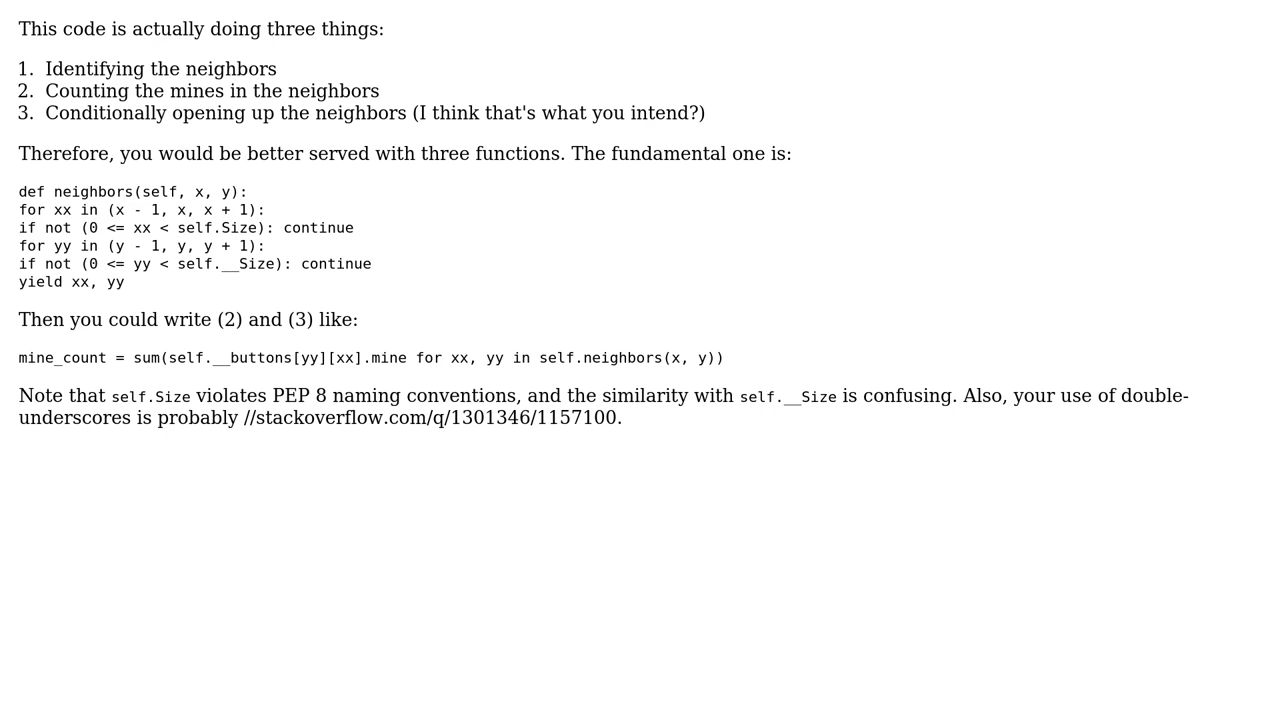 This code is actually doing three things:
1. Identifying the neighbors
2. Counting the mines in the neighbors
3. Conditionally opening up the neighbors (I think that's what you intend?)
Therefore, you would be better served with three functions. The fundamental one is:
def neighbors(self, x, y):
for xx in (x - 1, x, x + 1):
if not (0 <= xx < self.Size): continue
for yy in (y - 1, y, y + 1):
if not (0 <= yy < self.__Size): continue
yield xx, yy
Then you could write (2) and (3) like:
mine_count = sum(self.__buttons[yy][xx].mine for xx, yy in self.neighbors(x, y))
Note that self.Size violates PEP 8 naming conventions, and the similarity with self.__Size is confusing. Also, your use of double-
underscores is probably //stackoverflow.com/q/1301346/1157100.